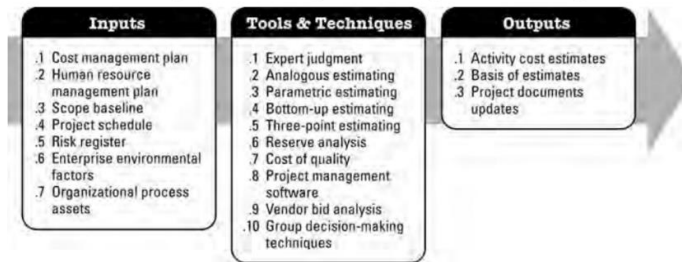 Inputs
.1 Cost management plan
.2 Human resource
management plan
.3 Scope baseline
.4 Project schedule
.5 Risk register
.6 Enterprise environmental
factors
.7 Organizational process
assets
Tools & Techniques
.1 Expert judgment
.2 Analogous estimating
.3 Parametric estimating
.4 Bottom-up estimating
.5 Three-point estimating
.6 Reserve analysis
.7 Cost of quality
.8 Project management
software
.9 Vendor bid analysis
.10 Group decision-making
techniques
Outputs
.1 Activity cost estimates
.2 Basis of estimates
.3 Project documents
updates